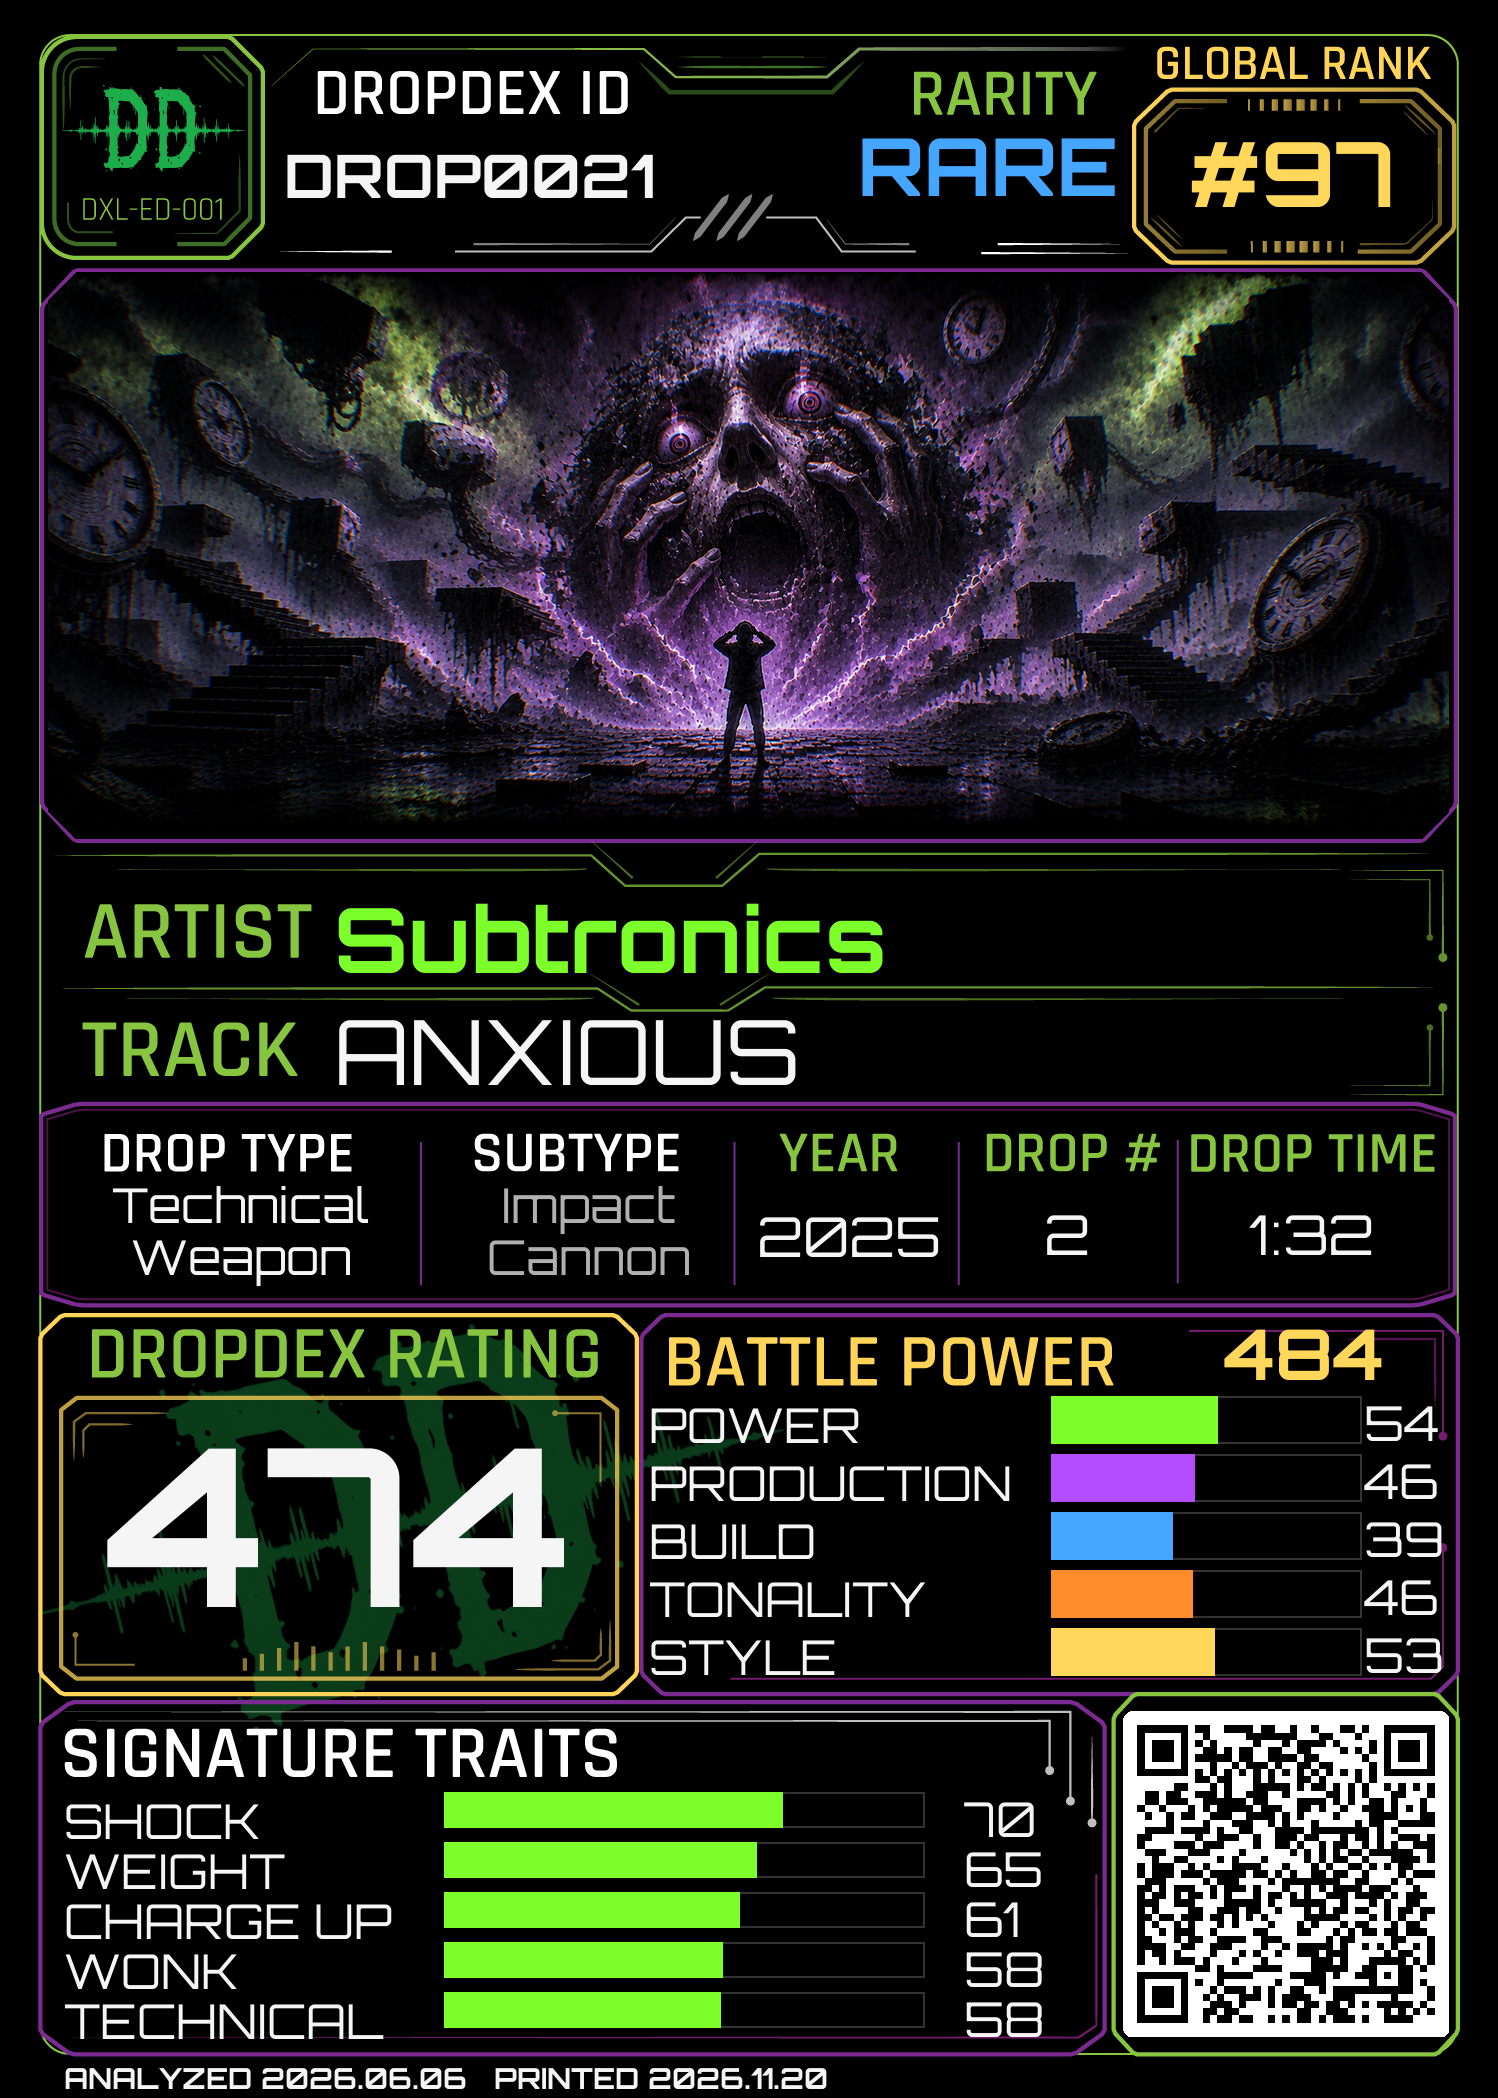 DD
DXL-ED-001
DROPDEX ID
DROP0021
RARITY
RARE
GLOBAL RANK
#97
ARTIST Subtronics
TRACK ANXIOUS
DROP TYPE
Technical
Weapon
SUBTYPE
Impact
Cannon
YEAR
2025
DROP #
2
DROP TIME
1:32
DROPDEX RATING
474
BATTLE POWER 484
POWER 54
PRODUCTION 46
BUILD 39
TONALITY 46
STYLE 53
SIGNATURE TRAITS
SHOCK 70
WEIGHT 65
CHARGE UP 61
WONK 58
TECHNICAL 58
ANALYZED 2026.06.06 PRINTED 2026.11.20